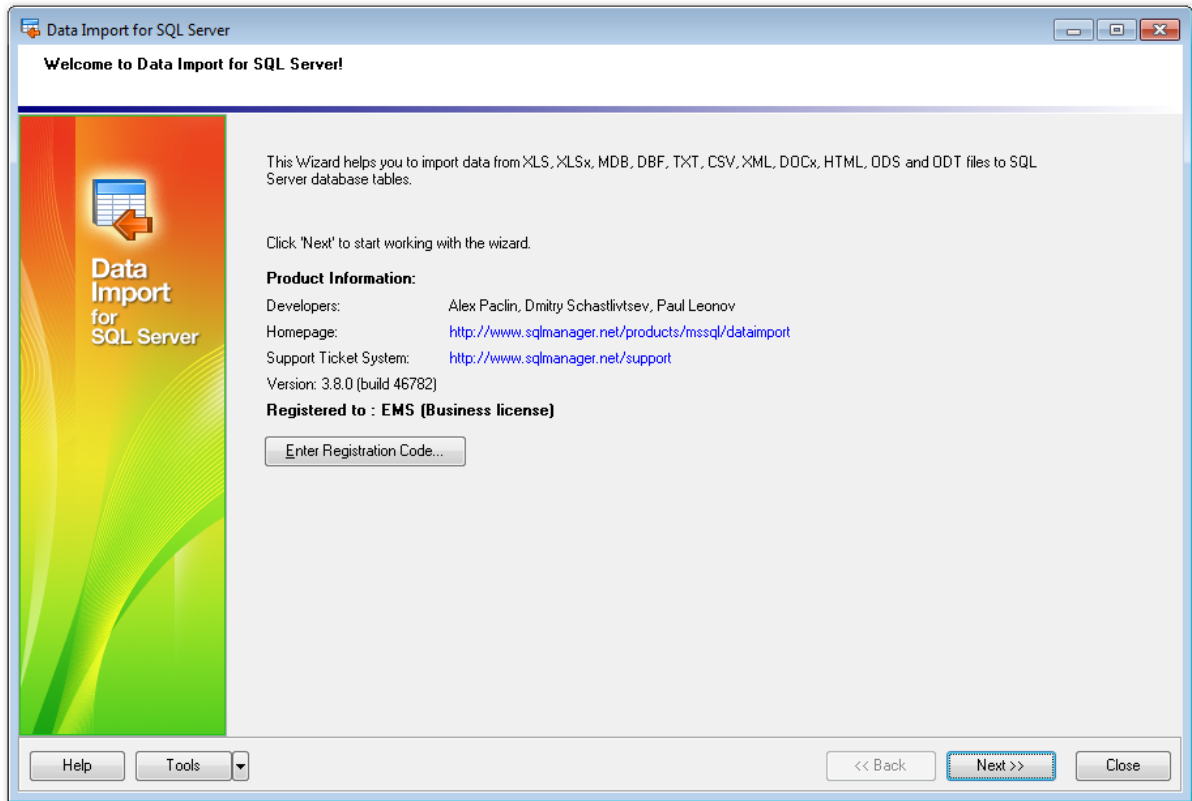 Data Import for SQL Server
Welcome to Data Import for SQL Server!
Data
Import
for
SQL Server
This Wizard helps you to import data from XLS, XLSx, MDB, DBF, TXT, CSV, XML, DOCx, HTML, ODS and ODT files to SQL
Server database tables.
Click 'Next' to start working with the wizard.
Product Information:
Developers: Alex Paclin, Dmitry Schastlivtsev, Paul Leonov
Homepage: http://www.sqlmanager.net/products/mssql/dataimport
Support Ticket System: http://www.sqlmanager.net/support
Version: 3.8.0 (build 46782)
Registered to : EMS (Business license)
Enter Registration Code...
Help Tools << Back Next >> Close